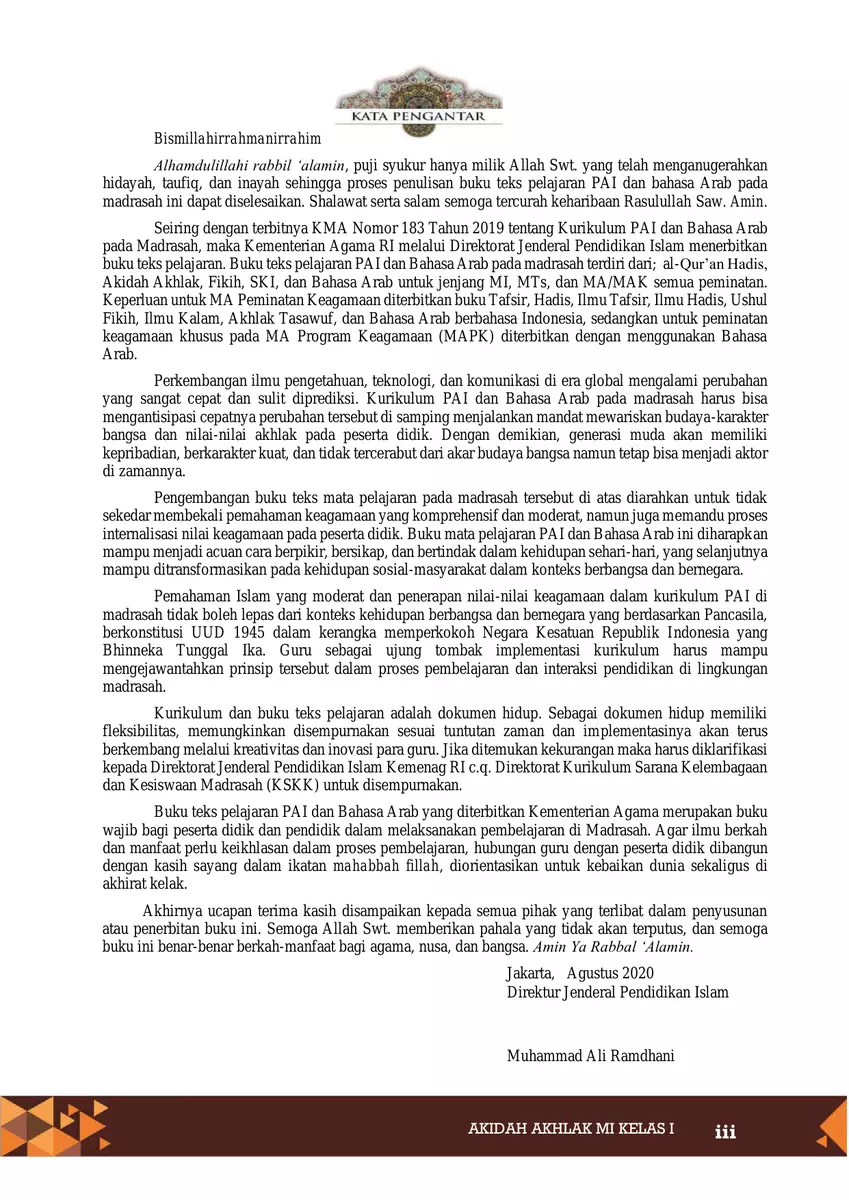 KATA PENGANTAR
Bismillahirrahmanirrahim
Alhamdulillahi rabbil ‘alamin, puji syukur hanya milik Allah Swt. yang telah menganugerahkan
hidayah, taufiq, dan inayah sehingga proses penulisan buku teks pelajaran PAI dan bahasa Arab pada
madrasah ini dapat diselesaikan. Shalawat serta salam semoga tercurah keharibaan Rasulullah Saw. Amin.
Seiring dengan terbitnya KMA Nomor 183 Tahun 2019 tentang Kurikulum PAI dan Bahasa Arab
pada Madrasah, maka Kementerian Agama RI melalui Direktorat Jenderal Pendidikan Islam menerbitkan
buku teks pelajaran. Buku teks pelajaran PAI dan Bahasa Arab pada madrasah terdiri dari; al-Qur’an Hadis,
Akidah Akhlak, Fikih, SKI, dan Bahasa Arab untuk jenjang MI, MTs, dan MA/MAK semua peminatan.
Keperluan untuk MA Peminatan Keagamaan diterbitkan buku Tafsir, Hadis, Ilmu Tafsir, Ilmu Hadis, Ushul
Fikih, Ilmu Kalam, Akhlak Tasawuf, dan Bahasa Arab berbahasa Indonesia, sedangkan untuk peminatan
keagamaan khusus pada MA Program Keagamaan (MAPK) diterbitkan dengan menggunakan Bahasa
Arab.
Perkembangan ilmu pengetahuan, teknologi, dan komunikasi di era global mengalami perubahan
yang sangat cepat dan sulit diprediksi. Kurikulum PAI dan Bahasa Arab pada madrasah harus bisa
mengantisipasi cepatnya perubahan tersebut di samping menjalankan mandat mewariskan budaya-karakter
bangsa dan nilai-nilai akhlak pada peserta didik. Dengan demikian, generasi muda akan memiliki
kepribadian, berkarakter kuat, dan tidak tercerabut dari akar budaya bangsa namun tetap bisa menjadi aktor
di zamannya.
Pengembangan buku teks mata pelajaran pada madrasah tersebut di atas diarahkan untuk tidak
sekedar membekali pemahaman keagamaan yang komprehensif dan moderat, namun juga memandu proses
internalisasi nilai keagamaan pada peserta didik. Buku mata pelajaran PAI dan Bahasa Arab ini diharapkan
mampu menjadi acuan cara berpikir, bersikap, dan bertindak dalam kehidupan sehari-hari, yang selanjutnya
mampu ditransformasikan pada kehidupan sosial-masyarakat dalam konteks berbangsa dan bernegara.
Pemahaman Islam yang moderat dan penerapan nilai-nilai keagamaan dalam kurikulum PAI di
madrasah tidak boleh lepas dari konteks kehidupan berbangsa dan bernegara yang berdasarkan Pancasila,
berkonstitusi UUD 1945 dalam kerangka memperkokoh Negara Kesatuan Republik Indonesia yang
Bhinneka Tunggal Ika. Guru sebagai ujung tombak implementasi kurikulum harus mampu
mengejawantahkan prinsip tersebut dalam proses pembelajaran dan interaksi pendidikan di lingkungan
madrasah.
Kurikulum dan buku teks pelajaran adalah dokumen hidup. Sebagai dokumen hidup memiliki
fleksibilitas, memungkinkan disempurnakan sesuai tuntutan zaman dan implementasinya akan terus
berkembang melalui kreativitas dan inovasi para guru. Jika ditemukan kekurangan maka harus diklarifikasi
kepada Direktorat Jenderal Pendidikan Islam Kemenag RI c.q. Direktorat Kurikulum Sarana Kelembagaan
dan Kesiswaan Madrasah (KSKK) untuk disempurnakan.
Buku teks pelajaran PAI dan Bahasa Arab yang diterbitkan Kementerian Agama merupakan buku
wajib bagi peserta didik dan pendidik dalam melaksanakan pembelajaran di Madrasah. Agar ilmu berkah
dan manfaat perlu keikhlasan dalam proses pembelajaran, hubungan guru dengan peserta didik dibangun
dengan kasih sayang dalam ikatan mahabbah fillah, diorientasikan untuk kebaikan dunia sekaligus di
akhirat kelak.
Akhirnya ucapan terima kasih disampaikan kepada semua pihak yang terlibat dalam penyusunan
atau penerbitan buku ini. Semoga Allah Swt. memberikan pahala yang tidak akan terputus, dan semoga
buku ini benar-benar berkah-manfaat bagi agama, nusa, dan bangsa. Amin Ya Rabbal ‘Alamin.
Jakarta, Agustus 2020
Direktur Jenderal Pendidikan Islam
Muhammad Ali Ramdhani
AKIDAH AKHLAK MI KELAS I iii